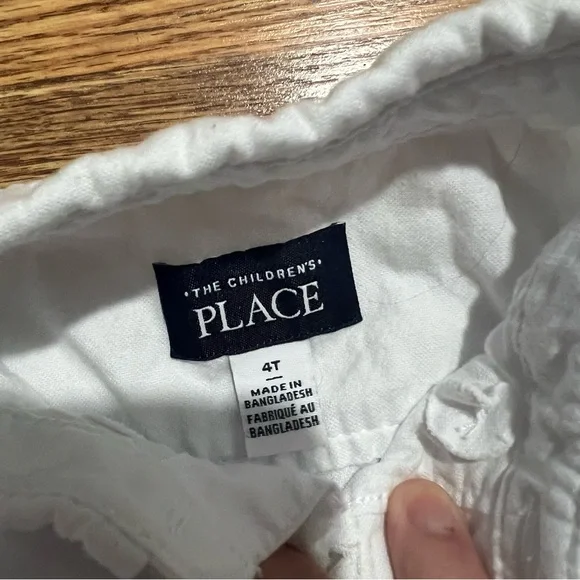 •THE CHILDREN'S•
PLACE
4T
MADE IN
BANGLADESH
FABRIQUÉ AU
BANGLADESH